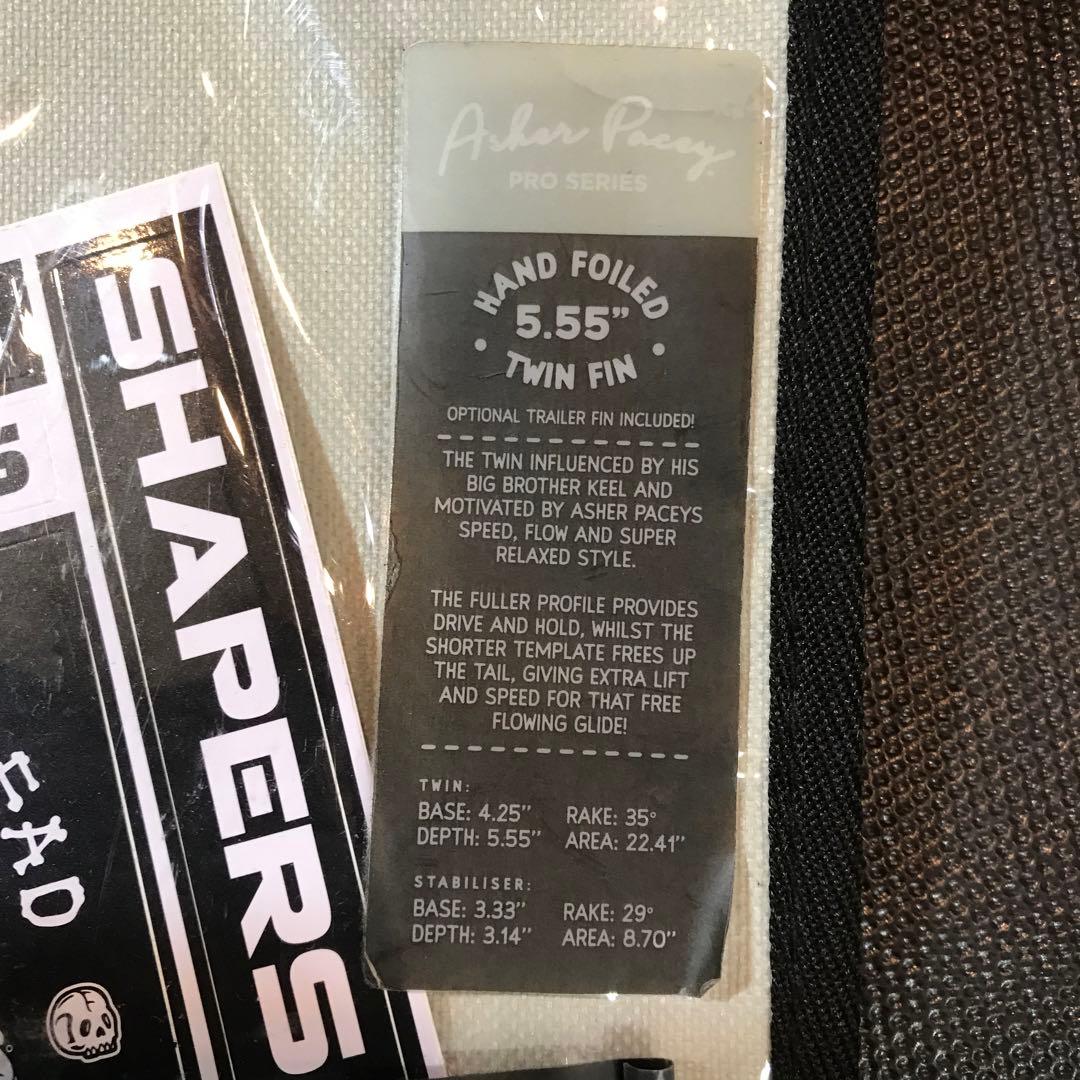 Asher Pacey
PRO SERIES
HAND FOILED
5.55"
• TWIN FIN •
OPTIONAL TRAILER FIN INCLUDED!
THE TWIN INFLUENCED BY HIS
BIG BROTHER KEEL AND
MOTIVATED BY ASHER PACEYS
SPEED, FLOW AND SUPER
RELAXED STYLE.
THE FULLER PROFILE PROVIDES
DRIVE AND HOLD, WHILST THE
SHORTER TEMPLATE FREES UP
THE TAIL, GIVING EXTRA LIFT
AND SPEED FOR THAT FREE
FLOWING GLIDE!
TWIN:
BASE: 4.25" RAKE: 35°
DEPTH: 5.55" AREA: 22.41"
STABILISER:
BASE: 3.33" RAKE: 29°
DEPTH: 3.14" AREA: 8.70"
SHAPERS
EAD